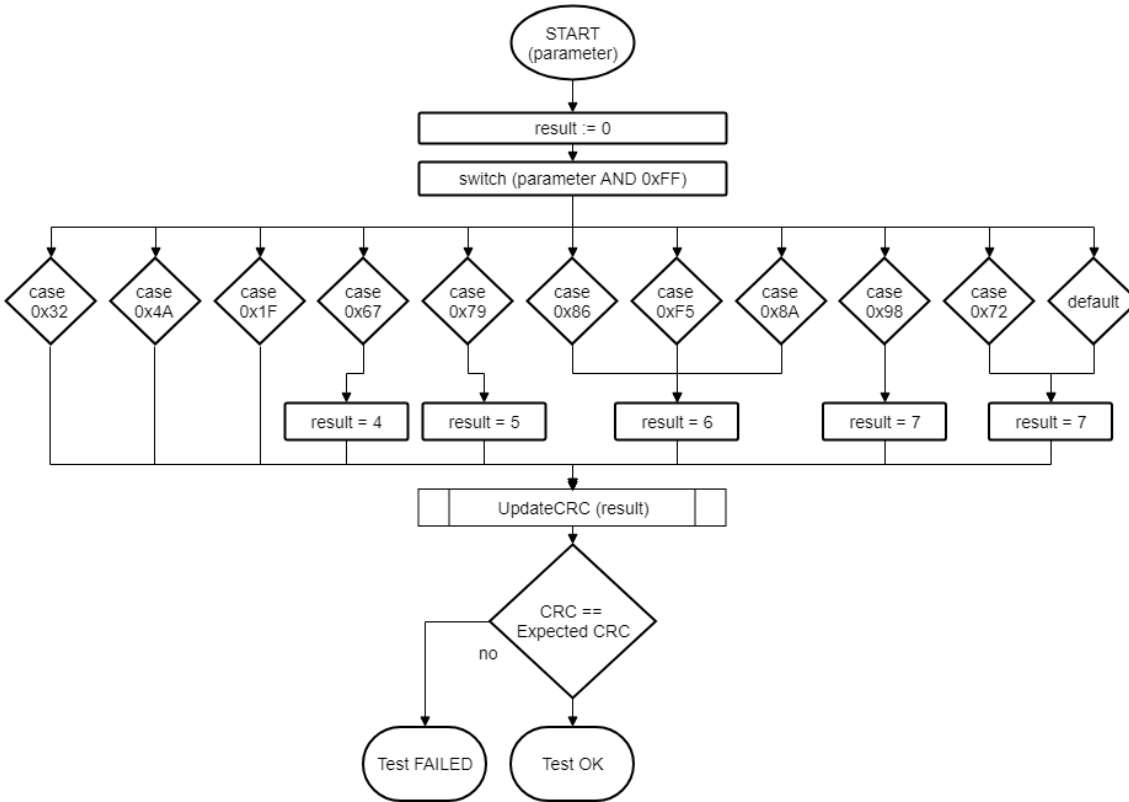 START
(parameter)
result := 0
switch (parameter AND 0xFF)
case
0x32
case
0x4A
case
0x1F
case
0x67
case
0x79
case
0x86
case
0xF5
case
0x8A
case
0x98
case
0x72
default
result = 4
result = 5
result = 6
result = 7
result = 7
UpdateCRC (result)
CRC ==
Expected CRC
no
Test FAILED
Test OK